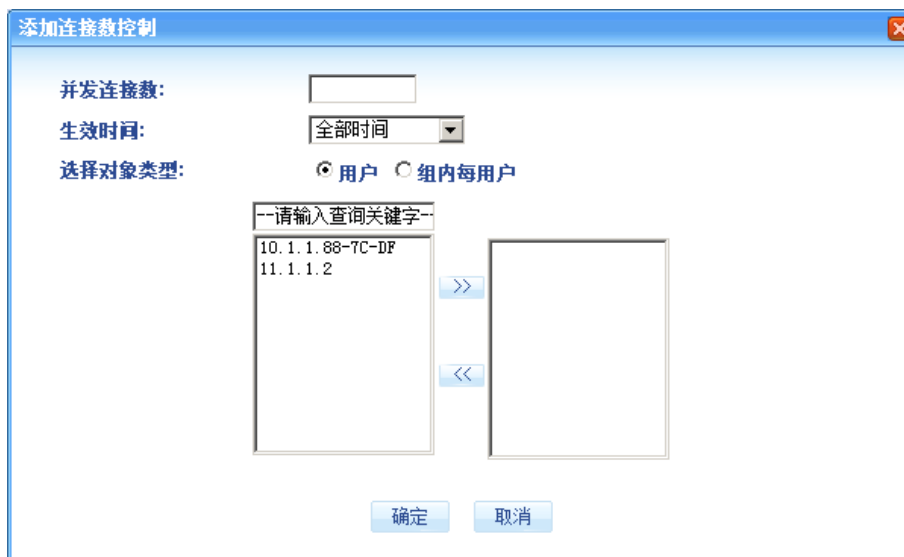 添加连接数控制
并发连接数:
生效时间: 全部时间
选择对象类型: 用户 组内每用户
--请输入查询关键字--
10.1.1.88-7C-DF
11.1.1.2
>>
<<
确定 取消